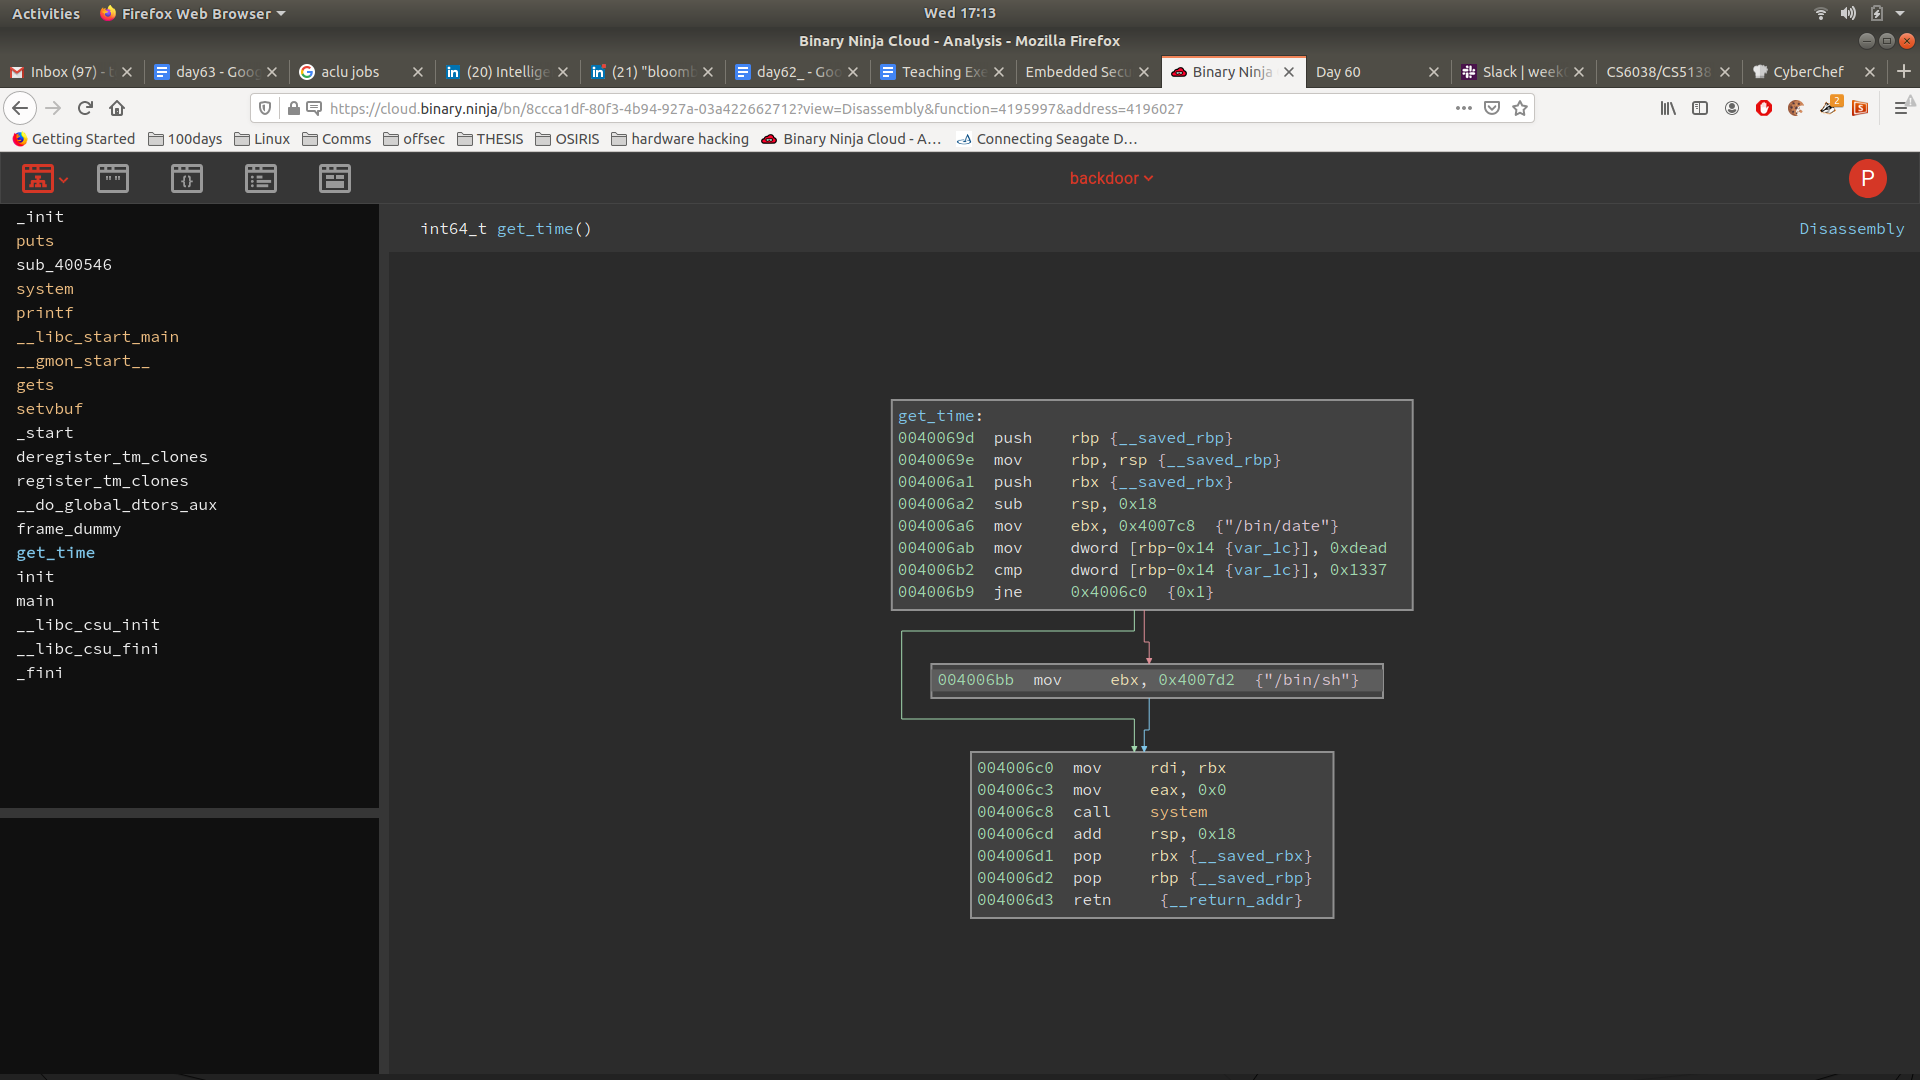 Activities Firefox Web Browser Wed 17:13
Binary Ninja Cloud - Analysis - Mozilla Firefox
Inbox (97) - day63 - Goog aclu jobs (20) Intellige (21) "bloomb day62_ - Goo Teaching Exe Embedded Secu Binary Ninja Day 60 Slack | week CS6038/CS5138 CyberChef
https://cloud.binary.ninja/bn/8ccca1df-80f3-4b94-927a-03a422662712?view=Disassembly&function=4195997&address=4196027
2
Getting Started 100days Linux Comms offsec THESIS OSIRIS hardware hacking Binary Ninja Cloud - A… Connecting Seagate D…
backdoor P
int64_t get_time() Disassembly
_init
puts
sub_400546
system
printf
__libc_start_main
__gmon_start__
gets
setvbuf
_start
deregister_tm_clones
register_tm_clones
__do_global_dtors_aux
frame_dummy
get_time
init
main
__libc_csu_init
__libc_csu_fini
_fini
get_time:
0040069d push rbp {__saved_rbp}
0040069e mov rbp, rsp {__saved_rbp}
004006a1 push rbx {__saved_rbx}
004006a2 sub rsp, 0x18
004006a6 mov ebx, 0x4007c8 {"/bin/date"}
004006ab mov dword [rbp-0x14 {var_1c}], 0xdead
004006b2 cmp dword [rbp-0x14 {var_1c}], 0x1337
004006b9 jne 0x4006c0 {0x1}
004006bb mov ebx, 0x4007d2 {"/bin/sh"}
004006c0 mov rdi, rbx
004006c3 mov eax, 0x0
004006c8 call system
004006cd add rsp, 0x18
004006d1 pop rbx {__saved_rbx}
004006d2 pop rbp {__saved_rbp}
004006d3 retn {__return_addr}